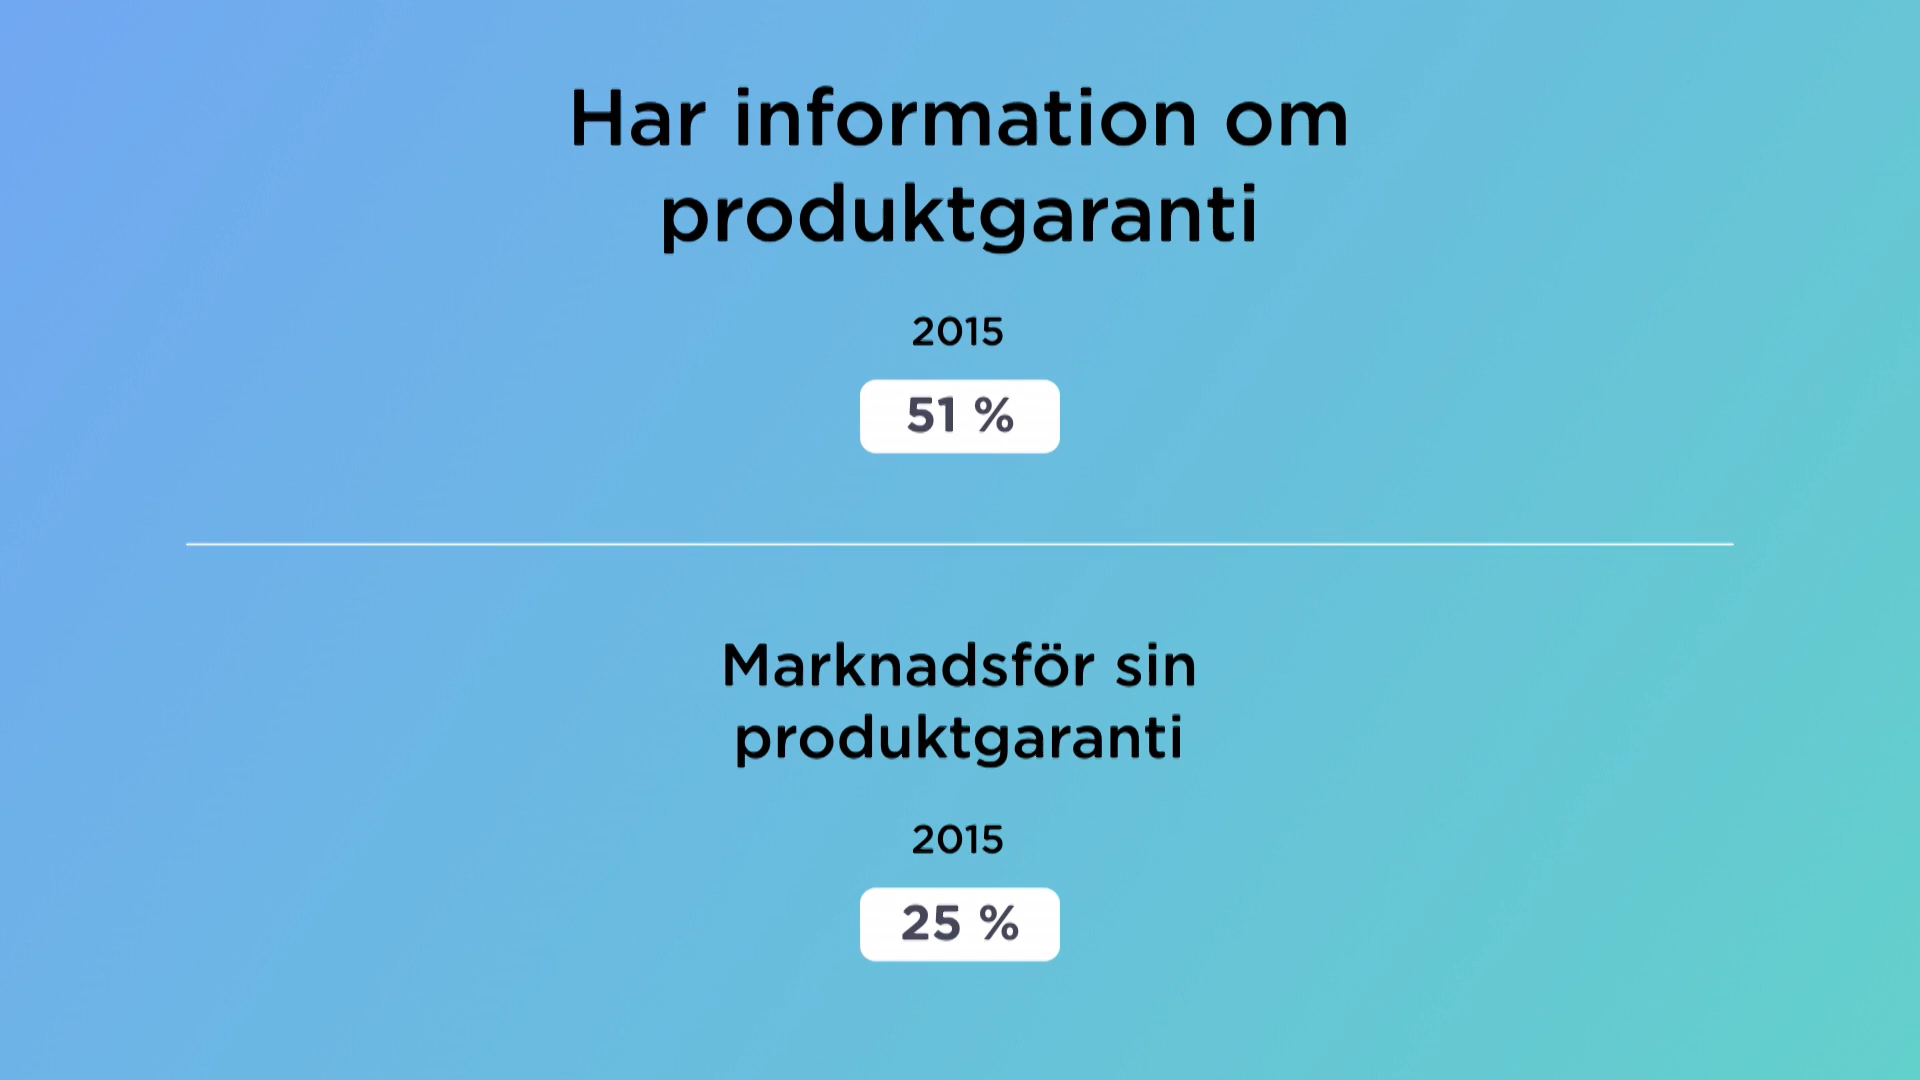 Har information om
produktgaranti
2015
51 %
Marknadsför sin
produktgaranti
2015
25 %